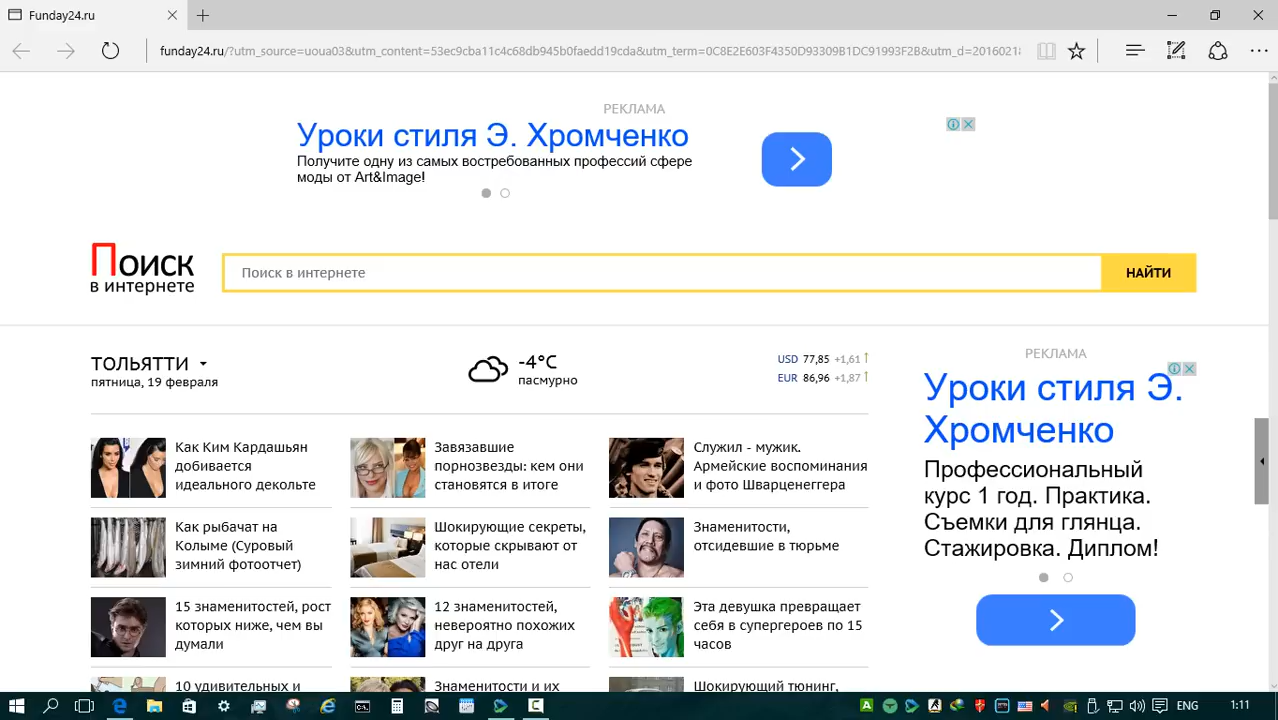 Funday24.ru
funday24.ru/?utm_source=uoua03&utm_content=53ec9cba11c4c68db945b0faedd19cda&utm_term=0C8E2E603F4350D93309B1DC91993F2B&utm_d=2016021
РЕКЛАМА
Уроки стиля Э. Хромченко
Получите одну из самых востребованных профессий сфере
моды от Art&Image!
Поиск
в интернете
Поиск в интернете
НАЙТИ
ТОЛЬЯТТИ
пятница, 19 февраля
-4°C
пасмурно
USD 77,85 +1,61↑
EUR 86,96 +1,87↑
Как Ким Кардашьян
добивается
идеального декольте
Завязавшие
порнозвезды: кем они
становятся в итоге
Служил - мужик.
Армейские воспоминания
и фото Шварценеггера
Как рыбачат на
Колыме (Суровый
зимний фотоотчет)
Шокирующие секреты,
которые скрывают от
нас отели
Знаменитости,
отсидевшие в тюрьме
15 знаменитостей, рост
которых ниже, чем вы
думали
12 знаменитостей,
невероятно похожих
друг на друга
Эта девушка превращает
себя в супергероев по 15
часов
10 удивительных и
Знаменитости и их
Шокирующий тюнинг,
РЕКЛАМА
Уроки стиля Э.
Хромченко
Профессиональный
курс 1 год. Практика.
Съемки для глянца.
Стажировка. Диплом!
ENG
1:11